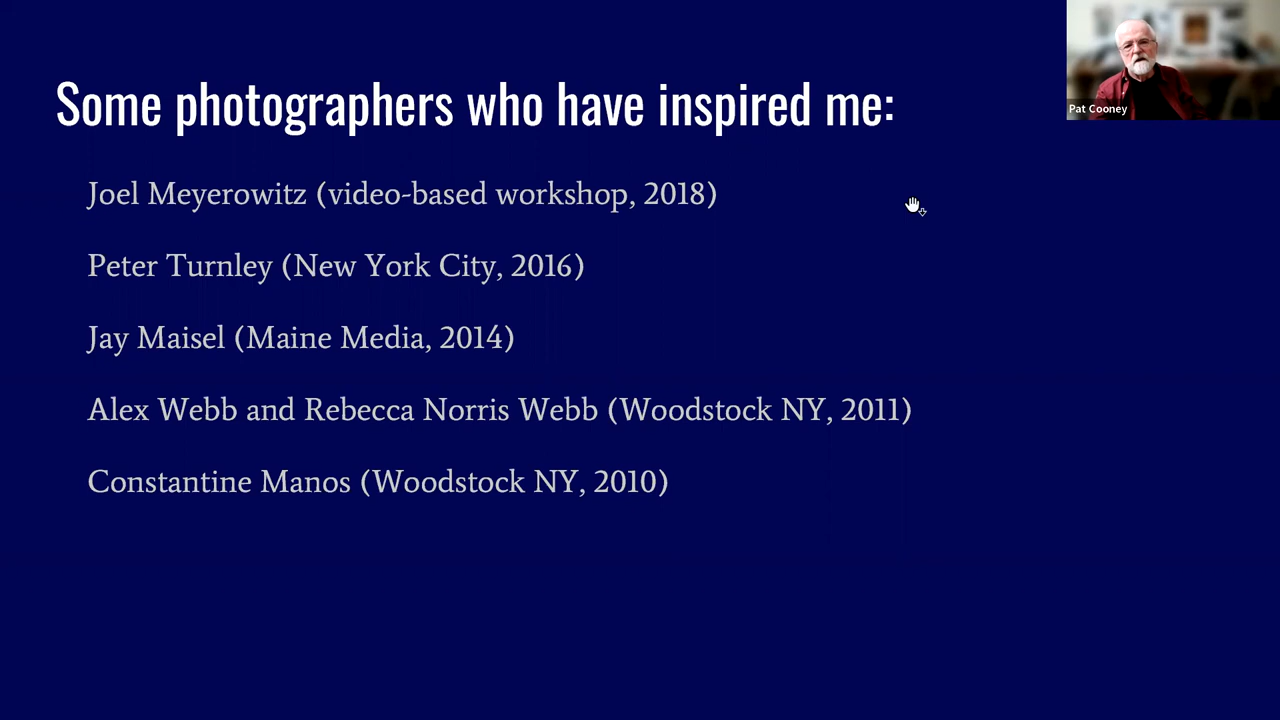 Some photographers who have inspired me:
Pat Cooney
Joel Meyerowitz (video-based workshop, 2018)
Peter Turnley (New York City, 2016)
Jay Maisel (Maine Media, 2014)
Alex Webb and Rebecca Norris Webb (Woodstock NY, 2011)
Constantine Manos (Woodstock NY, 2010)